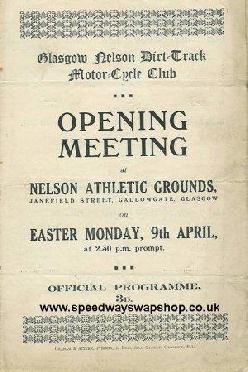 Glasgow Nelson Dirt-Track
Motor-Cycle Club
OPENING
MEETING
at
NELSON ATHLETIC GROUNDS,
JANEFIELD STREET, GALLOWGATE, GLASGOW
on
EASTER MONDAY, 9th APRIL,
at 2.30 p.m. prompt.
OFFICIAL PROGRAMME.
3D.
www.speedwayswapshop.co.uk